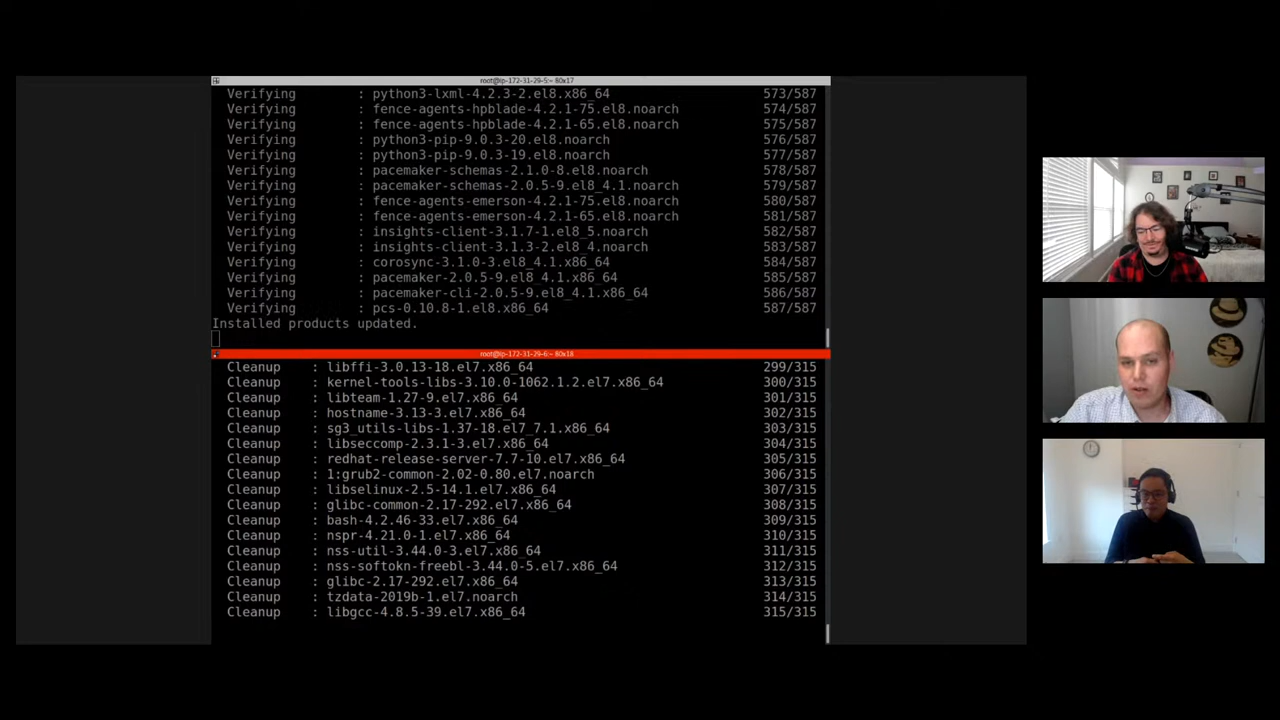 root@ip-172-31-29-5:~ 80x17
Verifying : python3-lxml-4.2.3-2.el8.x86_64 573/587
Verifying : fence-agents-hpblade-4.2.1-75.el8.noarch 574/587
Verifying : fence-agents-hpblade-4.2.1-65.el8.noarch 575/587
Verifying : python3-pip-9.0.3-20.el8.noarch 576/587
Verifying : python3-pip-9.0.3-19.el8.noarch 577/587
Verifying : pacemaker-schemas-2.1.0-8.el8.noarch 578/587
Verifying : pacemaker-schemas-2.0.5-9.el8_4.1.noarch 579/587
Verifying : fence-agents-emerson-4.2.1-75.el8.noarch 580/587
Verifying : fence-agents-emerson-4.2.1-65.el8.noarch 581/587
Verifying : insights-client-3.1.7-1.el8_5.noarch 582/587
Verifying : insights-client-3.1.3-2.el8_4.noarch 583/587
Verifying : corosync-3.1.0-3.el8_4.1.x86_64 584/587
Verifying : pacemaker-2.0.5-9.el8_4.1.x86_64 585/587
Verifying : pacemaker-cli-2.0.5-9.el8_4.1.x86_64 586/587
Verifying : pcs-0.10.8-1.el8.x86_64 587/587
Installed products updated.
root@ip-172-31-29-6:~ 80x18
Cleanup : libffi-3.0.13-18.el7.x86_64 299/315
Cleanup : kernel-tools-libs-3.10.0-1062.1.2.el7.x86_64 300/315
Cleanup : libteam-1.27-9.el7.x86_64 301/315
Cleanup : hostname-3.13-3.el7.x86_64 302/315
Cleanup : sg3_utils-libs-1.37-18.el7_7.1.x86_64 303/315
Cleanup : libseccomp-2.3.1-3.el7.x86_64 304/315
Cleanup : redhat-release-server-7.7-10.el7.x86_64 305/315
Cleanup : 1:grub2-common-2.02-0.80.el7.noarch 306/315
Cleanup : libselinux-2.5-14.1.el7.x86_64 307/315
Cleanup : glibc-common-2.17-292.el7.x86_64 308/315
Cleanup : bash-4.2.46-33.el7.x86_64 309/315
Cleanup : nspr-4.21.0-1.el7.x86_64 310/315
Cleanup : nss-util-3.44.0-3.el7.x86_64 311/315
Cleanup : nss-softokn-freebl-3.44.0-5.el7.x86_64 312/315
Cleanup : glibc-2.17-292.el7.x86_64 313/315
Cleanup : tzdata-2019b-1.el7.noarch 314/315
Cleanup : libgcc-4.8.5-39.el7.x86_64 315/315